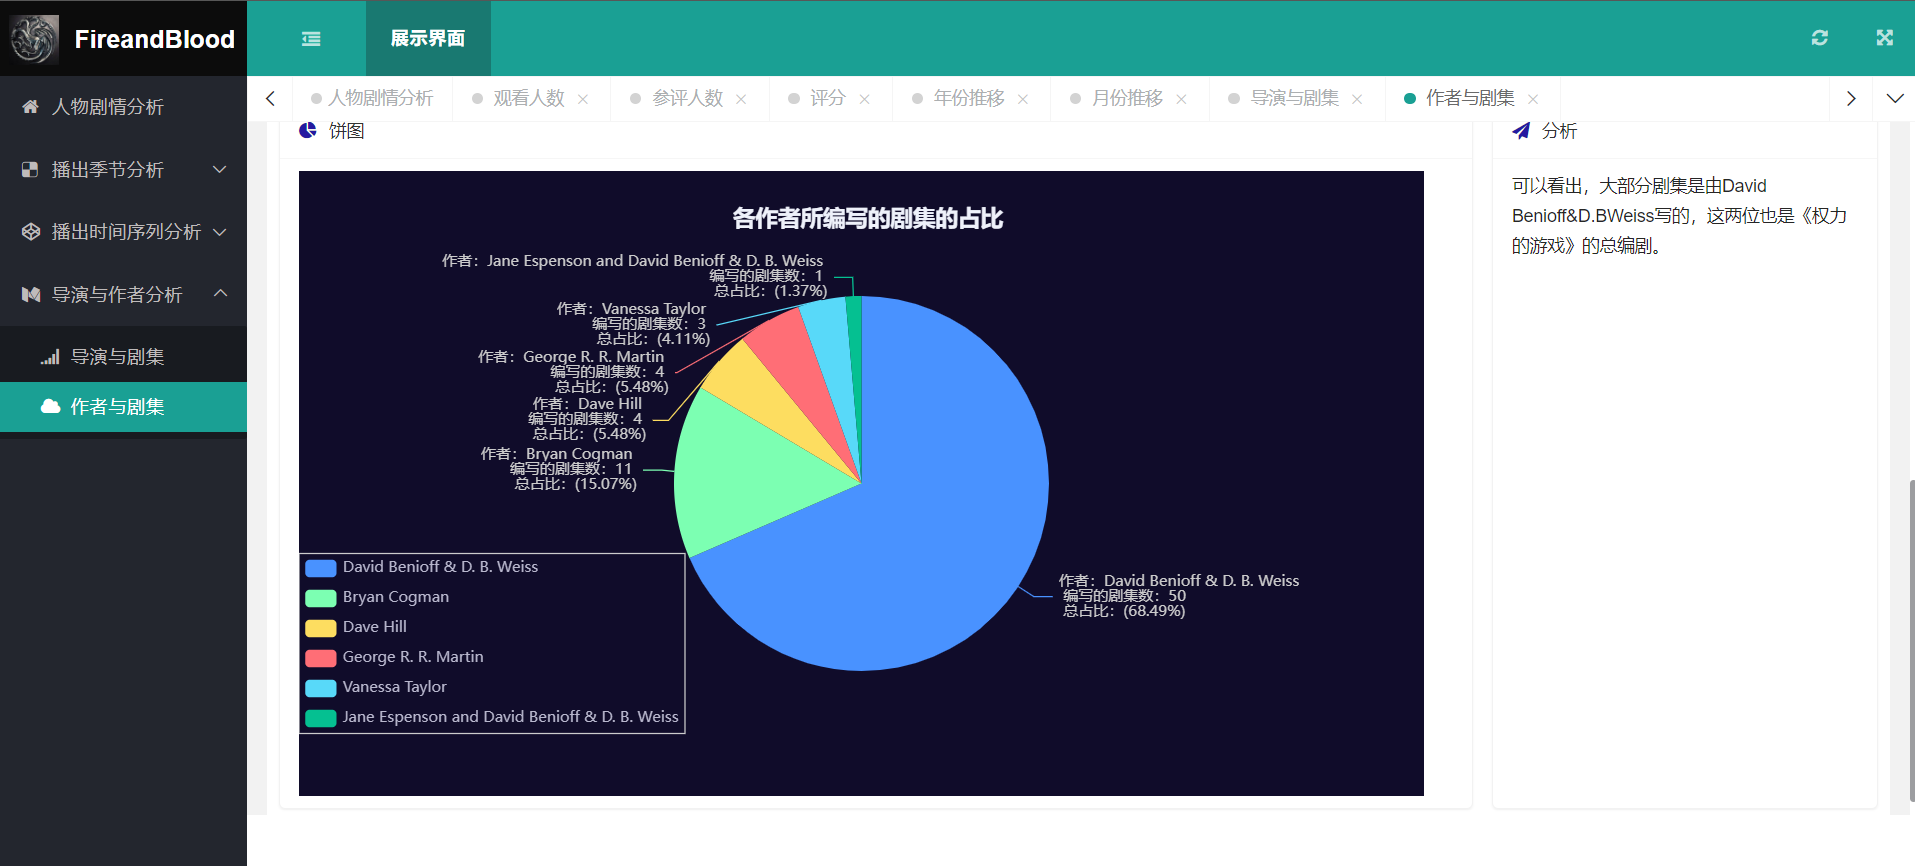 FireandBlood
展示界面
人物剧情分析
播出季节分析
播出时间序列分析
导演与作者分析
导演与剧集
作者与剧集
人物剧情分析
观看人数
参评人数
评分
年份推移
月份推移
导演与剧集
作者与剧集
饼图
各作者所编写的剧集的占比
作者：Jane Espenson and David Benioff & D. B. Weiss
编写的剧集数：1
总占比：(1.37%)
作者：Vanessa Taylor
编写的剧集数：3
总占比：(4.11%)
作者：George R. R. Martin
编写的剧集数：4
总占比：(5.48%)
作者：Dave Hill
编写的剧集数：4
总占比：(5.48%)
作者：Bryan Cogman
编写的剧集数：11
总占比：(15.07%)
作者：David Benioff & D. B. Weiss
编写的剧集数：50
总占比：(68.49%)
David Benioff & D. B. Weiss
Bryan Cogman
Dave Hill
George R. R. Martin
Vanessa Taylor
Jane Espenson and David Benioff & D. B. Weiss
分析
可以看出，大部分剧集是由David
Benioff&D.BWeiss写的，这两位也是《权力
的游戏》的总编剧。